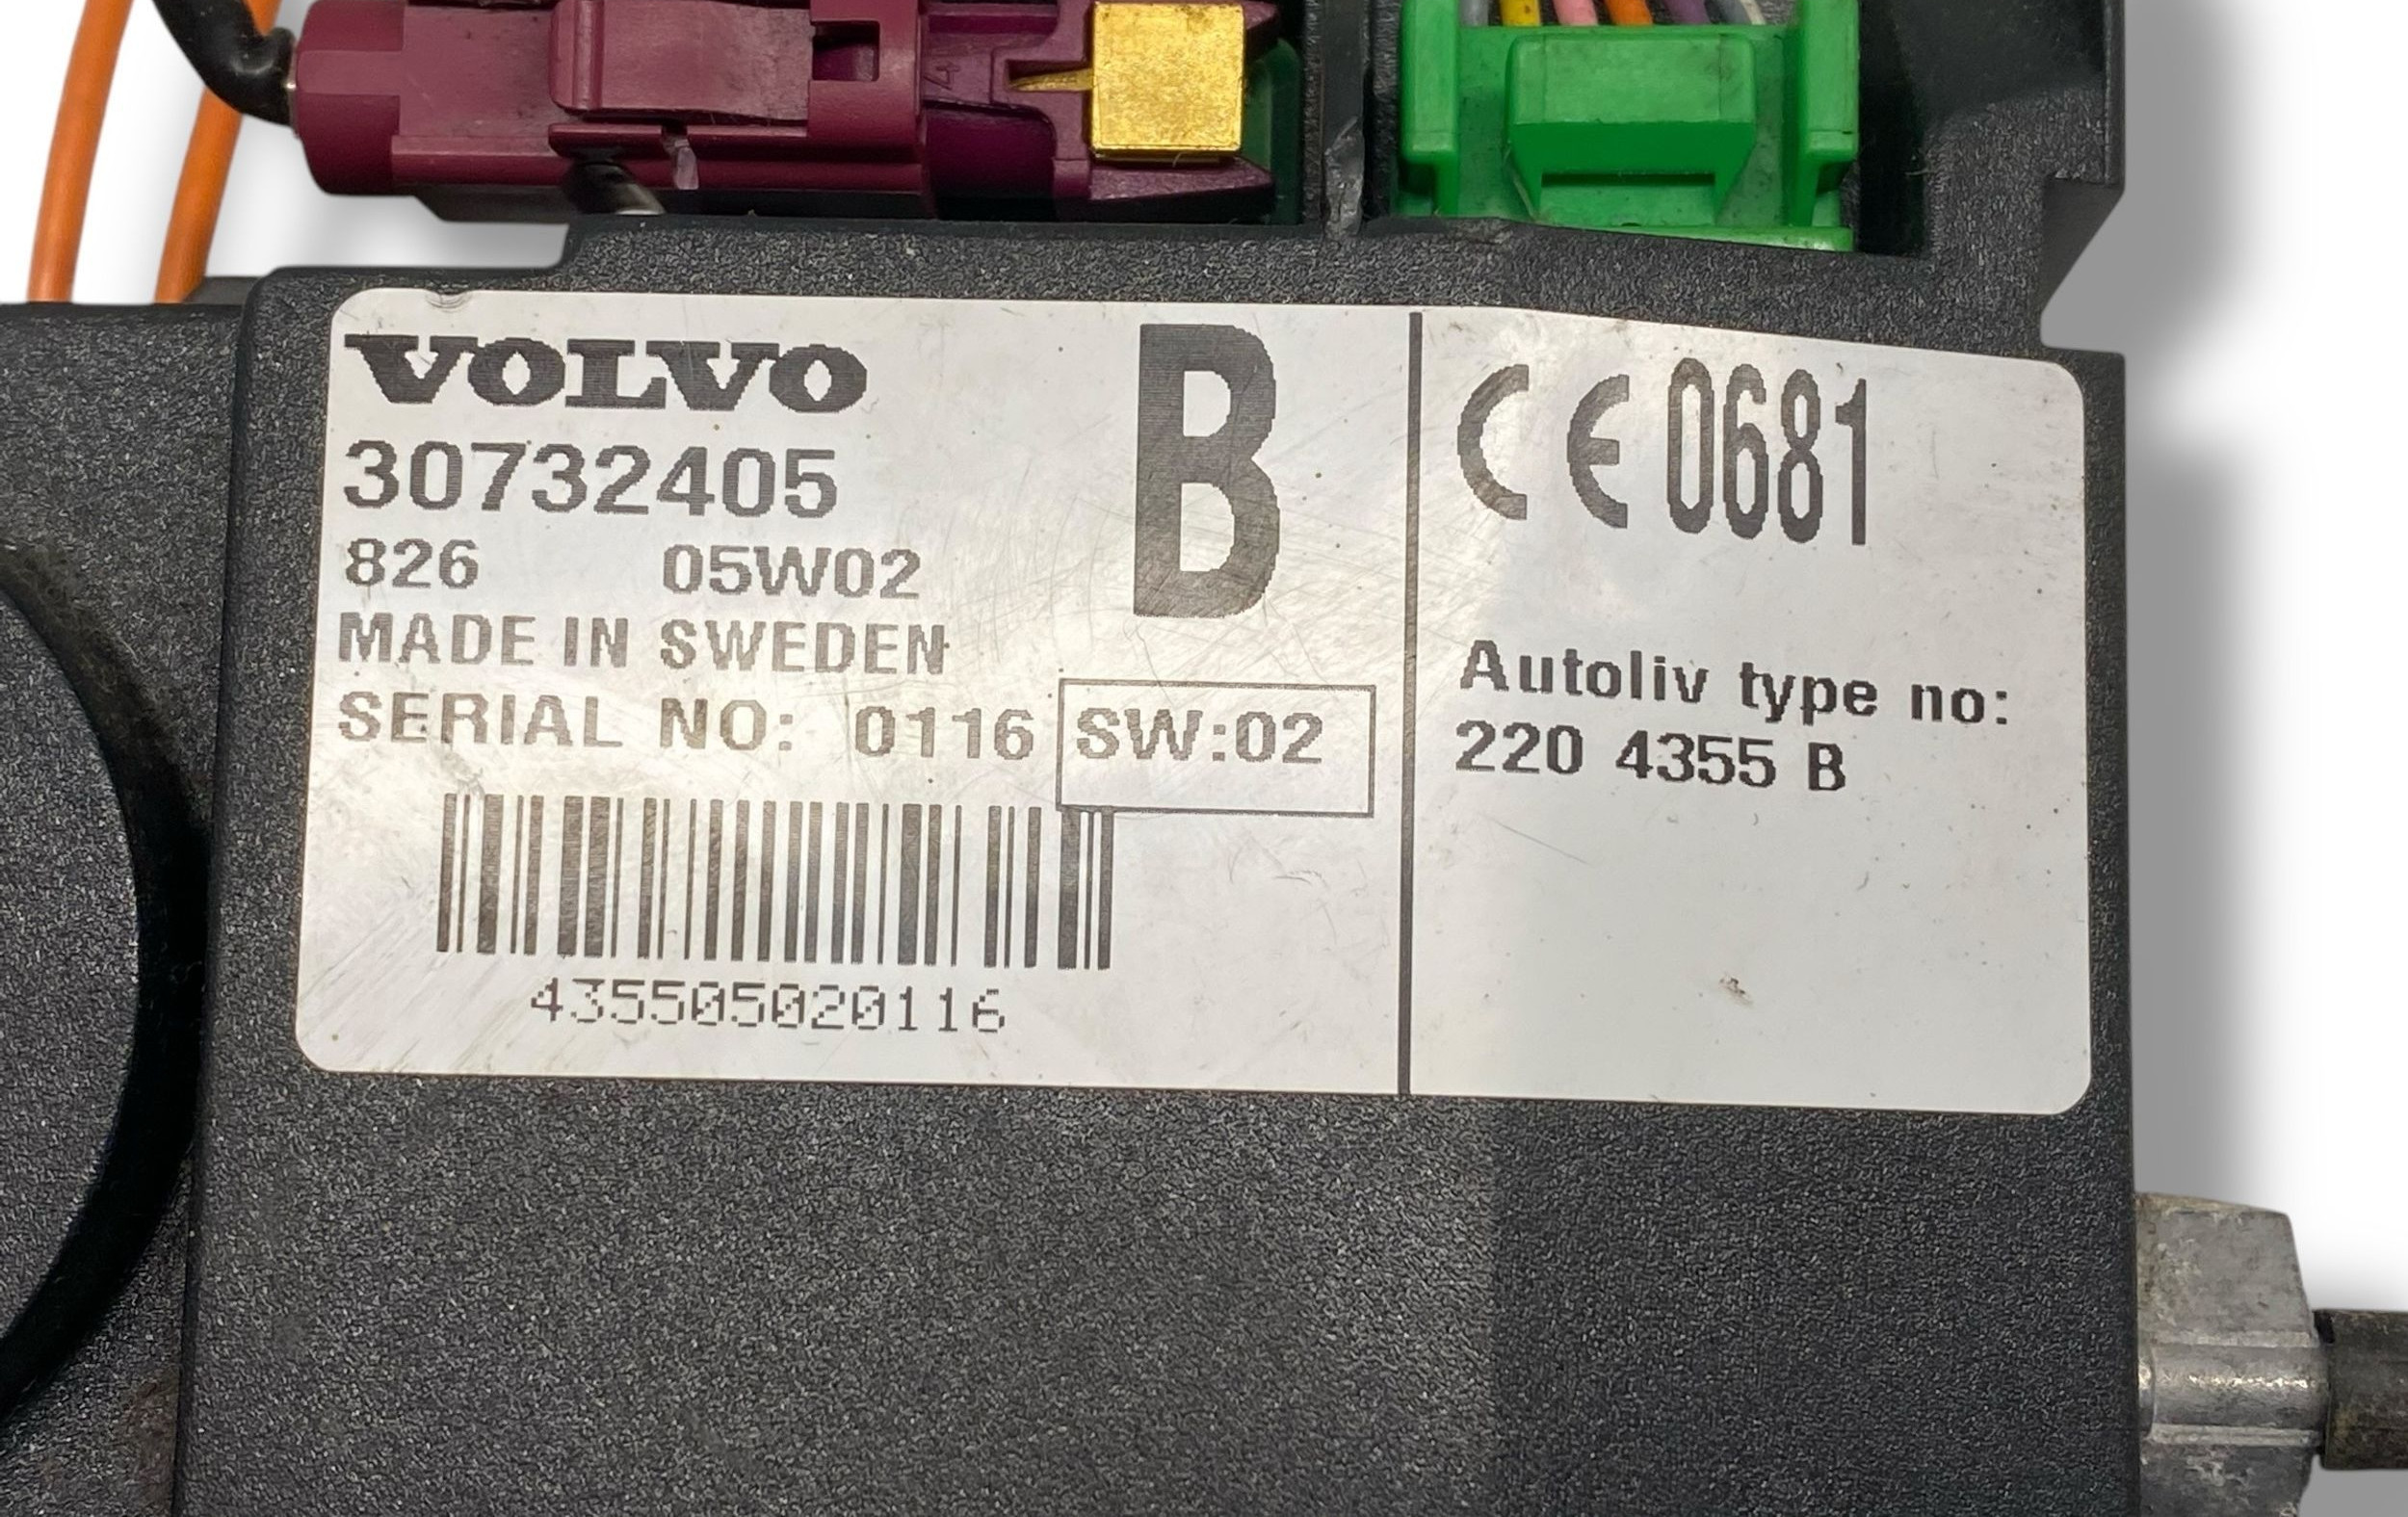 VOLVO
30732405
826 05W02
MADE IN SWEDEN
SERIAL NO: 0116
SW:02
435505020116
B
CE 0681
Autoliv type no:
220 4355 B